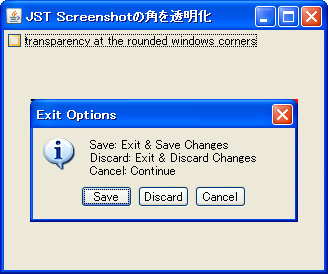 JST Screenshotの角を透明化
transparency at the rounded windows corners
Exit Options
Save: Exit & Save Changes
Discard: Exit & Discard Changes
Cancel: Continue
Save Discard Cancel